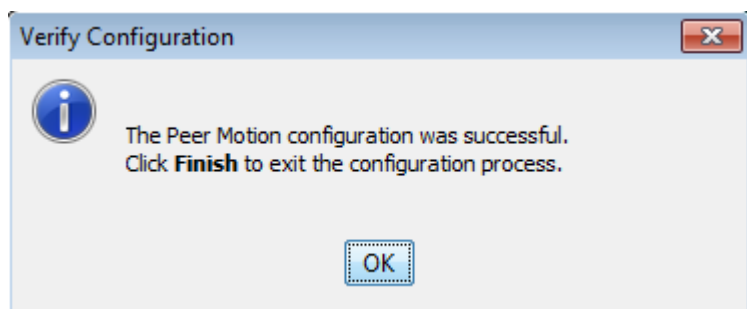 Verify Configuration
The Peer Motion configuration was successful.
Click Finish to exit the configuration process.
OK